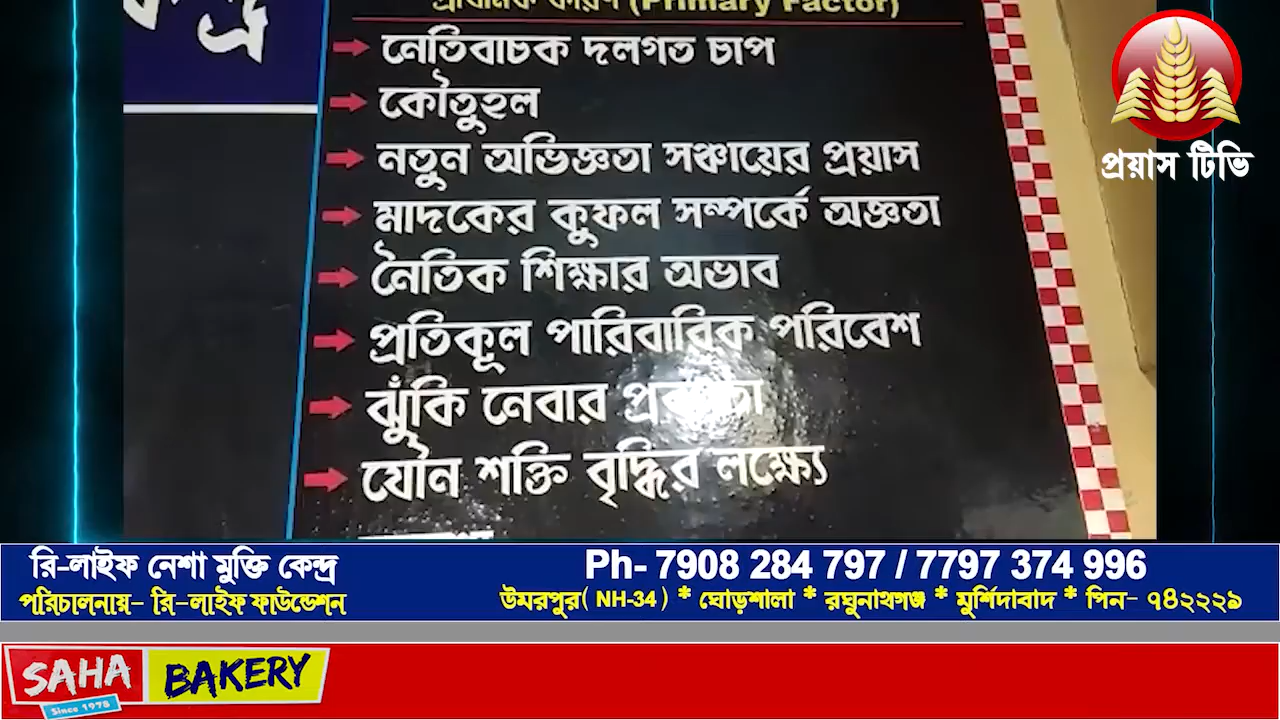 প্রাথমিক কারণ (Primary Factor)
নেতিবাচক দলগত চাপ
কৌতুহল
নতুন অভিজ্ঞতা সঞ্চায়ের প্রয়াস
মাদকের কুফল সম্পর্কে অজ্ঞতা
নৈতিক শিক্ষার অভাব
প্রতিকূল পারিবারিক পরিবেশ
ঝুঁকি নেবার
যৌন শক্তি বৃদ্ধির লক্ষ্যে
প্রয়াস টিভি
রি-লাইফ নেশা মুক্তি কেন্দ্র
পরিচালনায়- রি-লাইফ ফাউন্ডেশন
Ph- 7908 284 797 / 7797 374 996
উমরপুর( NH-34 ) * ঘোড়শালা * রঘুনাথগঞ্জ * মুর্শিদাবাদ * পিন- ৭৪২২২৯
SAHA BAKERY
Since 1978